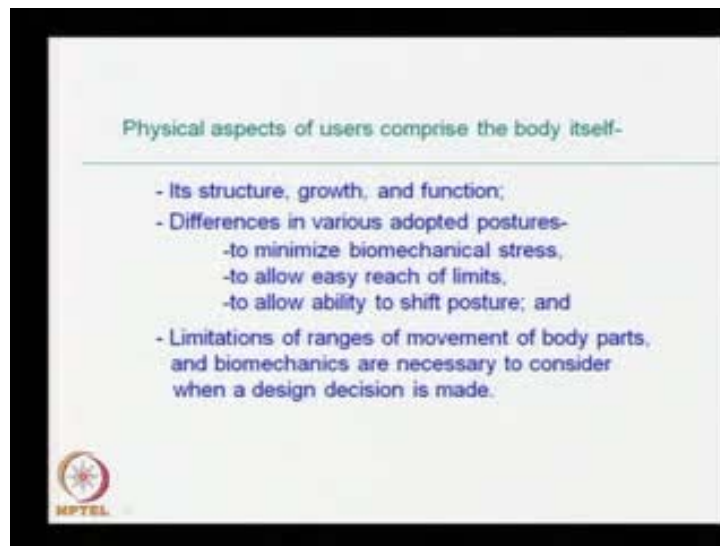 Physical aspects of users comprise the body itself-
- Its structure, growth, and function;
- Differences in various adopted postures-
-to minimize biomechanical stress,
-to allow easy reach of limits,
-to allow ability to shift posture; and
- Limitations of ranges of movement of body parts,
and biomechanics are necessary to consider
when a design decision is made.
NPTEL